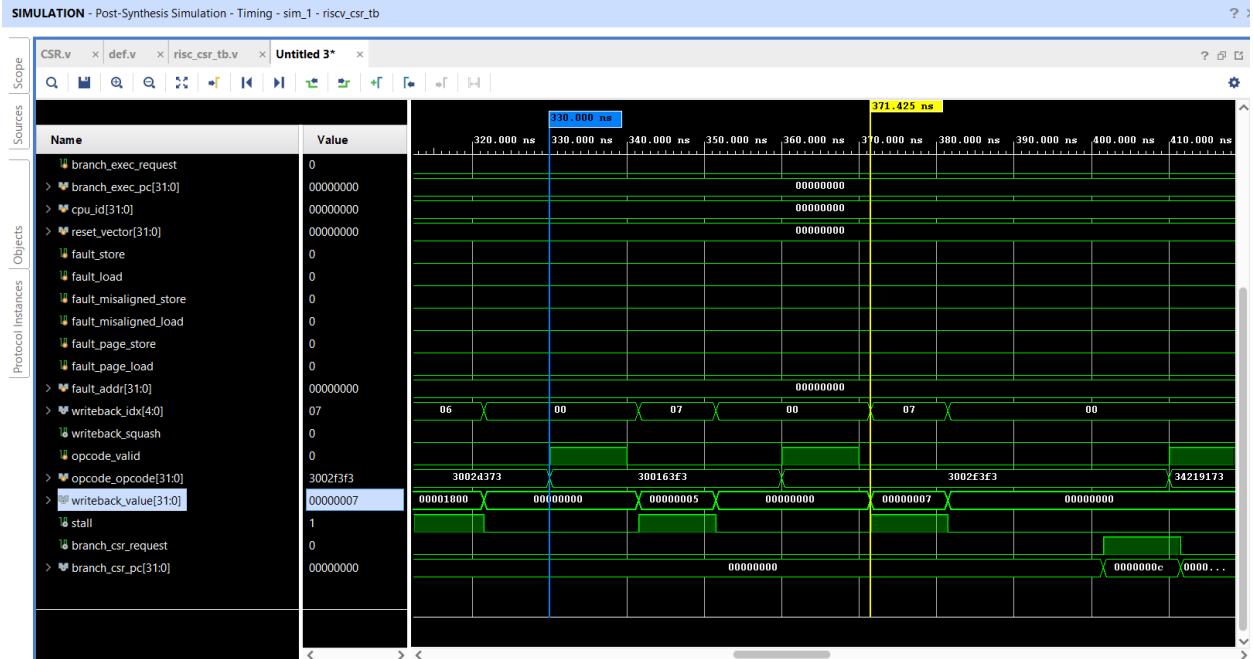 SIMULATION - Post-Synthesis Simulation - Timing - sim_1 - riscv_csr_tb
Scope
Sources
Objects
Protocol Instances
CSR.v × def.v × risc_csr_tb.v × Untitled 3* ×
Name Value
330.000 ns 371.425 ns
320.000 ns 330.000 ns 340.000 ns 350.000 ns 360.000 ns 370.000 ns 380.000 ns 390.000 ns 400.000 ns 410.000 ns
branch_exec_request 0
branch_exec_pc[31:0] 00000000 00000000
cpu_id[31:0] 00000000 00000000
reset_vector[31:0] 00000000 00000000
fault_store 0
fault_load 0
fault_misaligned_store 0
fault_misaligned_load 0
fault_page_store 0
fault_page_load 0
fault_addr[31:0] 00000000 00000000
writeback_idx[4:0] 07 06 00 07 00 07 00
writeback_squash 0
opcode_valid 0
opcode_opcode[31:0] 3002f3f3 3002d373 300163f3 3002f3f3 34219173
writeback_value[31:0] 00000007 00001800 00000000 00000005 00000000 00000007 00000000
stall 1
branch_csr_request 0
branch_csr_pc[31:0] 00000000 00000000 0000000c 0000...